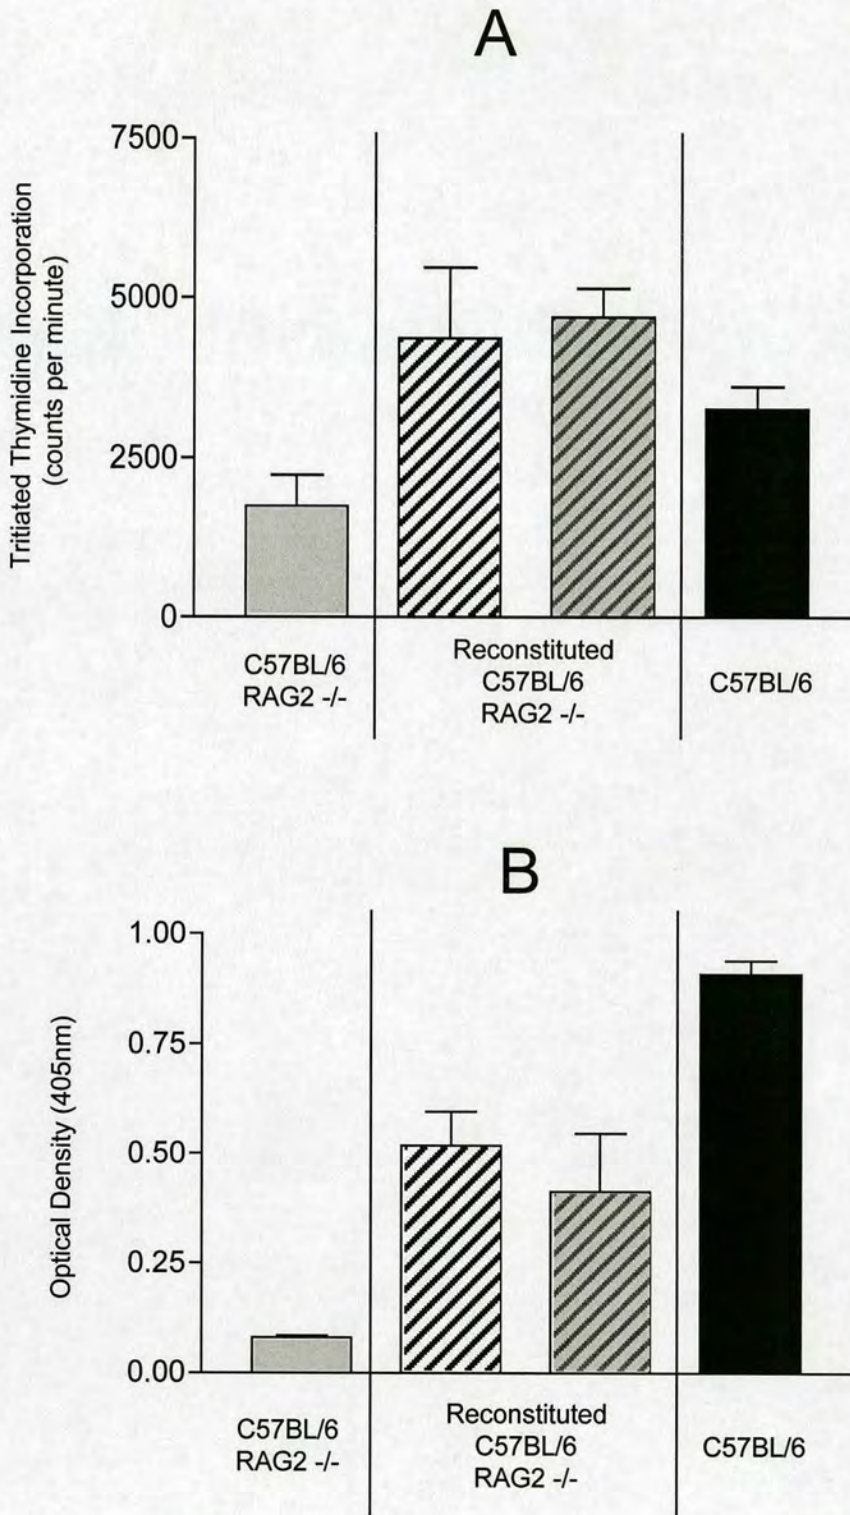 A
Tritiated Thymidine Incorporation
(counts per minute)
7500
5000
2500
0
C57BL/6
RAG2 -/-
Reconstituted
C57BL/6
RAG2 -/-
C57BL/6
B
Optical Density (405nm)
1.00
0.75
0.50
0.25
0.00
C57BL/6
RAG2 -/-
Reconstituted
C57BL/6
RAG2 -/-
C57BL/6